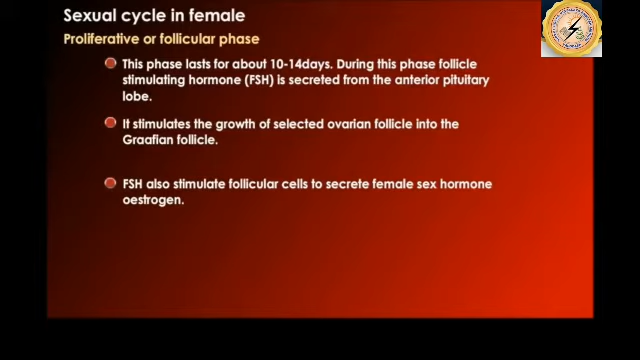 Sexual cycle in female
Proliferative or follicular phase
This phase lasts for about 10-14days. During this phase follicle
stimulating hormone (FSH) is secreted from the anterior pituitary
lobe.
It stimulates the growth of selected ovarian follicle into the
Graafian follicle.
FSH also stimulate follicular cells to secrete female sex hormone
oestrogen.